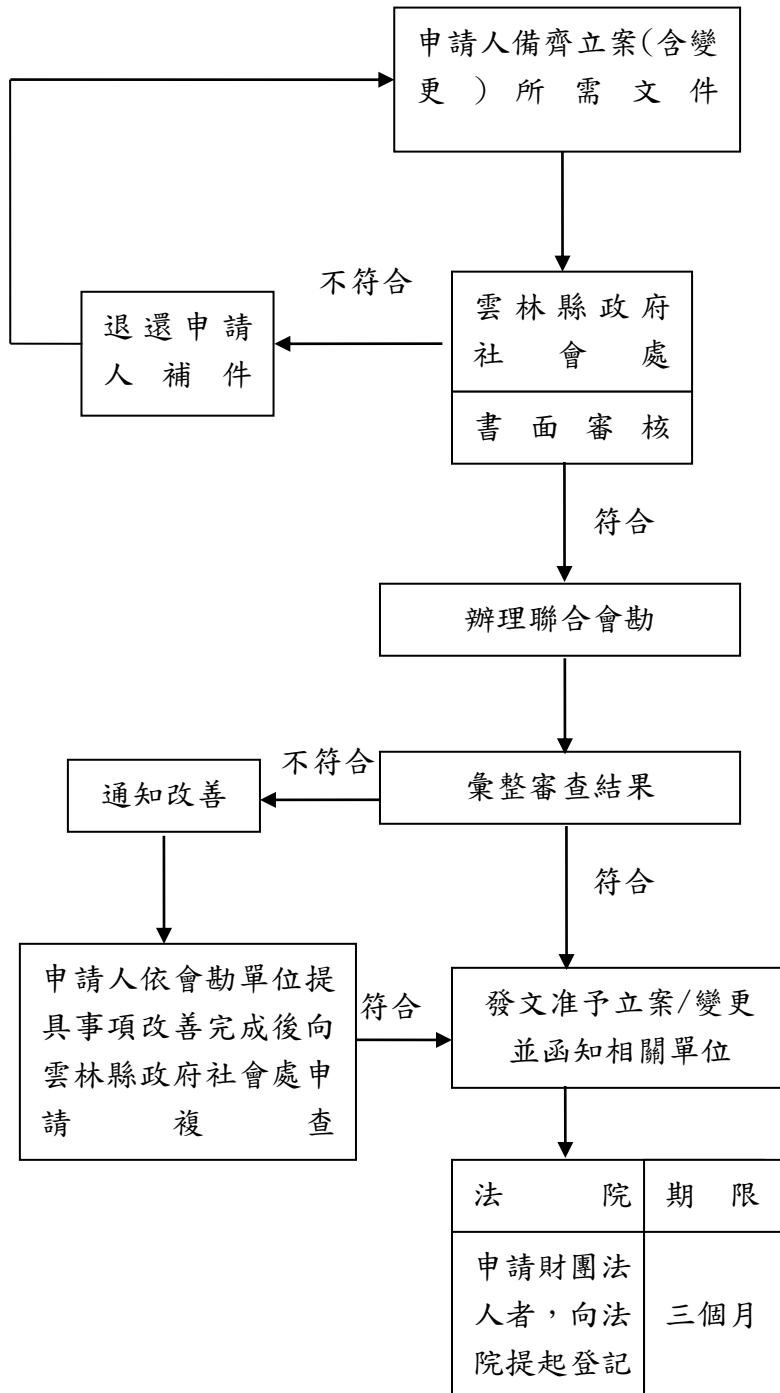 申請人備齊立案(含變
更）所需文件
不符合
雲林縣政府
社會處
退還申請
人補件
書面審核
符合
辦理聯合會勘
不符合
通知改善
彙整審查結果
符合
申請人依會勘單位提
具事項改善完成後向
雲林縣政府社會處申
請複查
符合
發文准予立案/變更
並函知相關單位
法院
期限
申請財團法
人者，向法
院提起登記
三個月